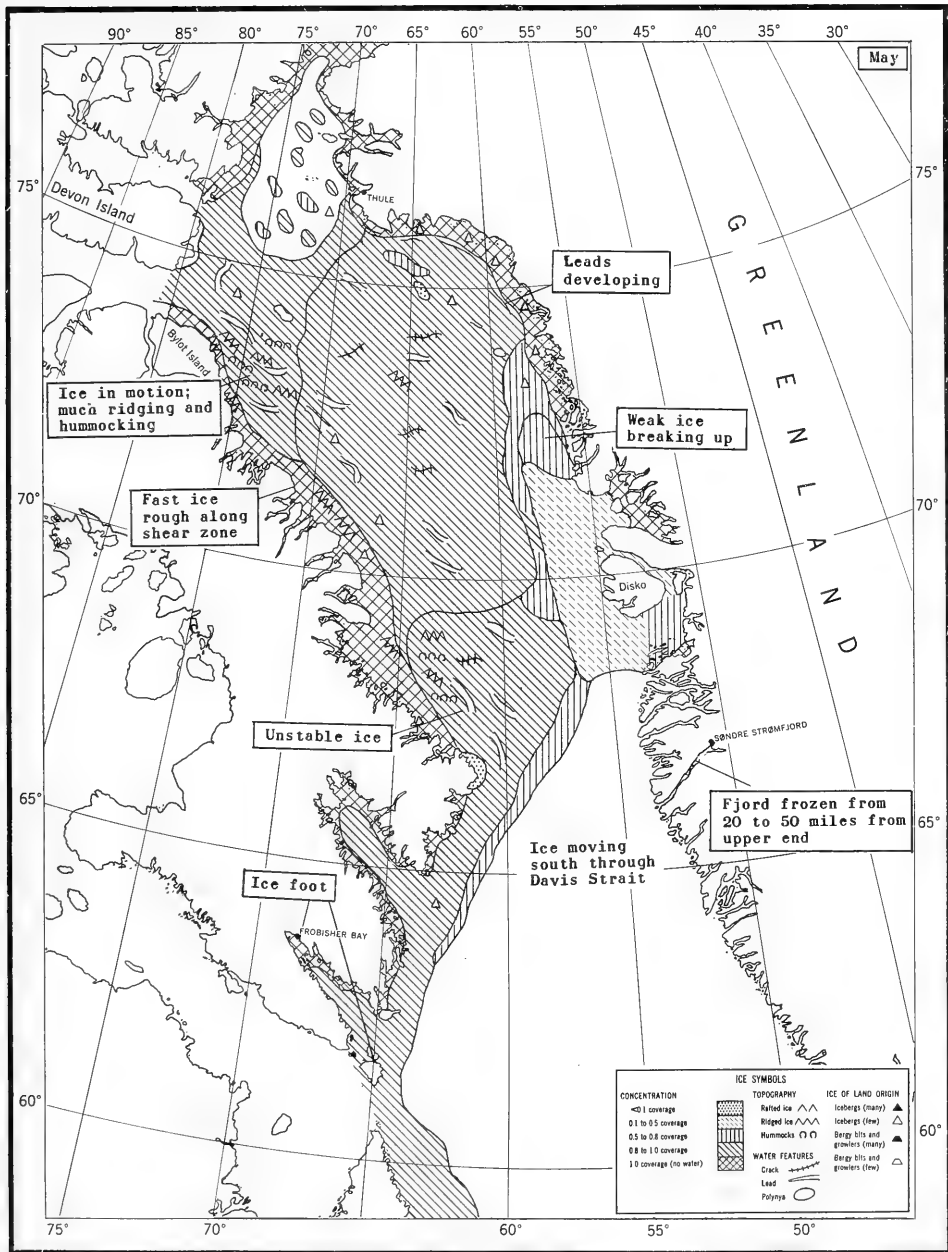 90° 85° 80° 75° 70° 65° 60° 55° 50° 45° 40° 35° 30°
May
75°
75°
Devon Island
THULE
GREENLAND
Leads
developing
Bylot Island
Ice in motion;
much ridging and
hummocking
Weak ice
breaking up
70°
70°
Fast ice
rough along
shear zone
Disko
Unstable ice
SØNDRE STRØMFJORD
65°
65°
Fjord frozen from
20 to 50 miles from
upper end
Ice moving
south through
Davis Strait
Ice foot
FROBISHER BAY
60°
60°
ICE SYMBOLS
CONCENTRATION
<0.1 coverage
0.1 to 0.5 coverage
0.5 to 0.8 coverage
0.8 to 1.0 coverage
1.0 coverage (no water)
TOPOGRAPHY
Rafted ice
Ridged ice
Hummocks
WATER FEATURES
Crack
Lead
Polynya
ICE OF LAND ORIGIN
Icebergs (many)
Icebergs (few)
Bergy bits and
growlers (many)
Bergy bits and
growlers (few)
75° 70° 60° 55° 50°